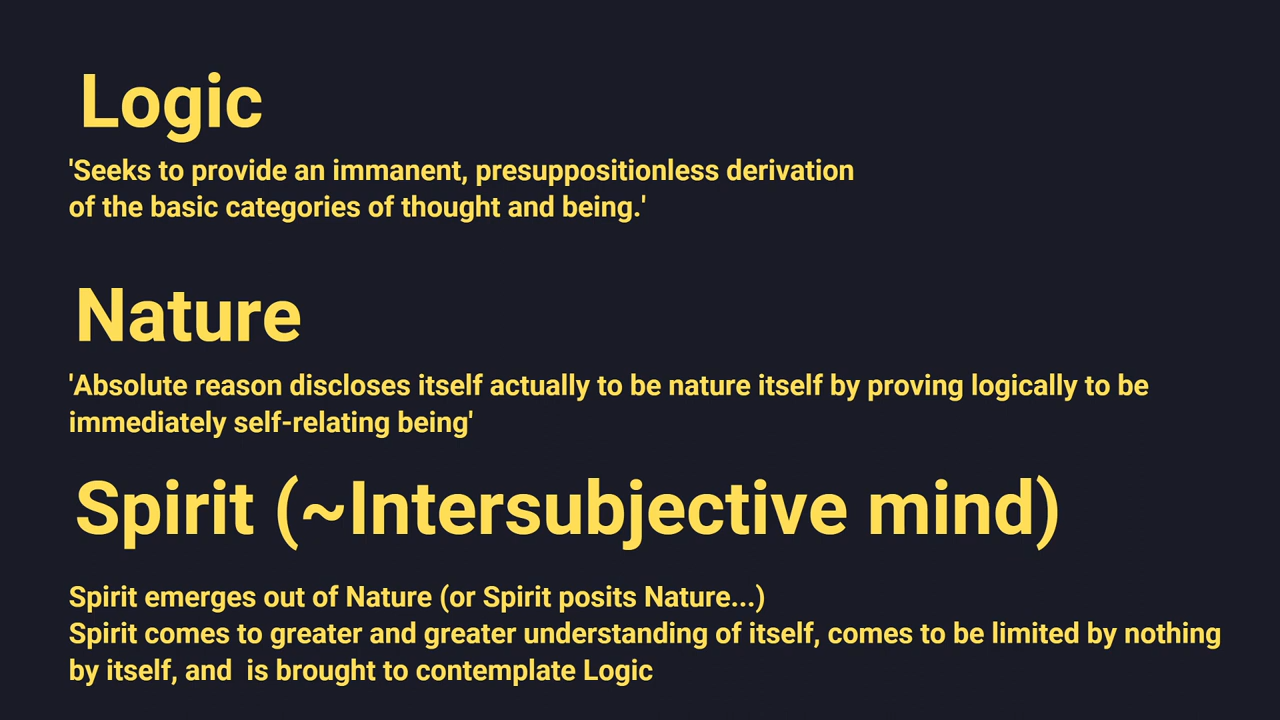 Logic
'Seeks to provide an immanent, presuppositionless derivation
of the basic categories of thought and being.'
Nature
'Absolute reason discloses itself actually to be nature itself by proving logically to be
immediately self-relating being'
Spirit (~Intersubjective mind)
Spirit emerges out of Nature (or Spirit posits Nature...)
Spirit comes to greater and greater understanding of itself, comes to be limited by nothing
by itself, and  is brought to contemplate Logic